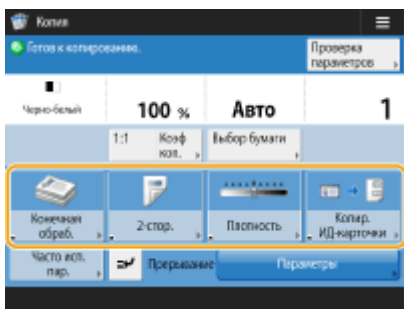 Копия
Готов к копированию.
Проверка
параметров
Черно-белый
100 %
Авто
1
1:1
Коэф
коп.
Выбор бумаги
Конечная
обраб.
2-стор.
Плотность
Копир.
ИД-карточки
Часто исп.
пар.
Прерывание
Параметры